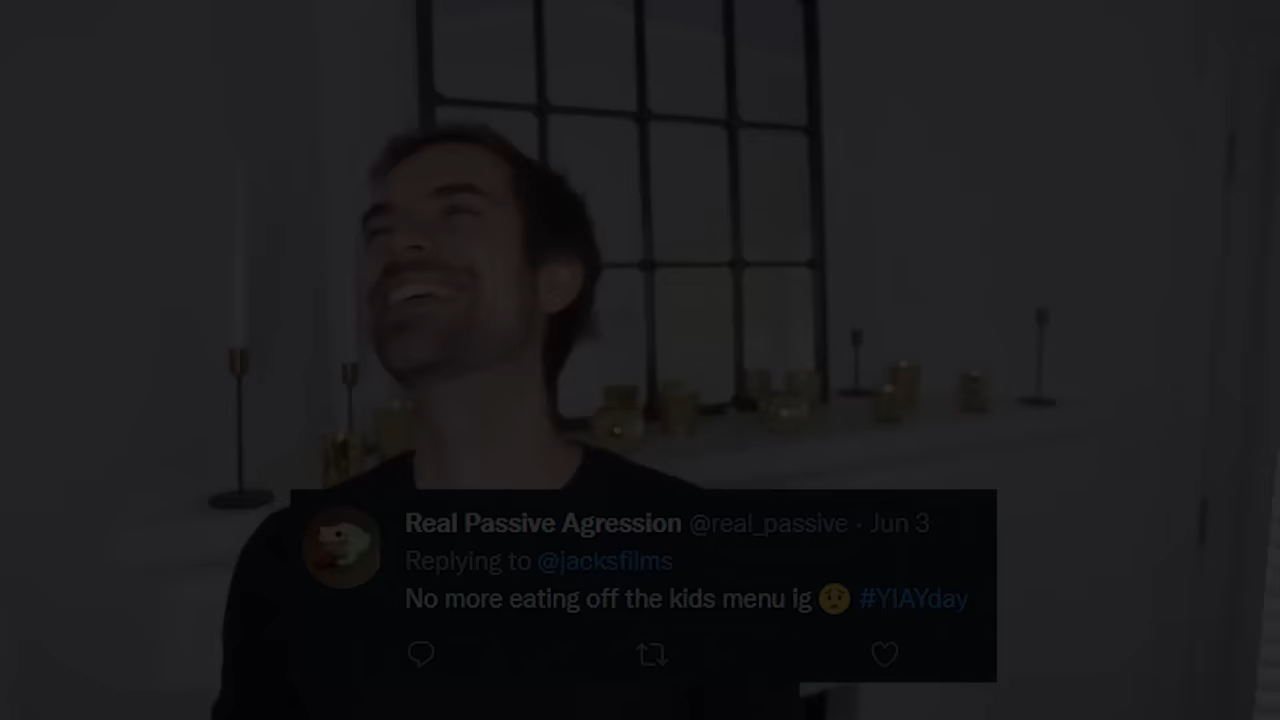 Real Passive Agression @real_passive · Jun 3
Replying to @jacksfilms
No more eating off the kids menu ig 😟 #YIAYday